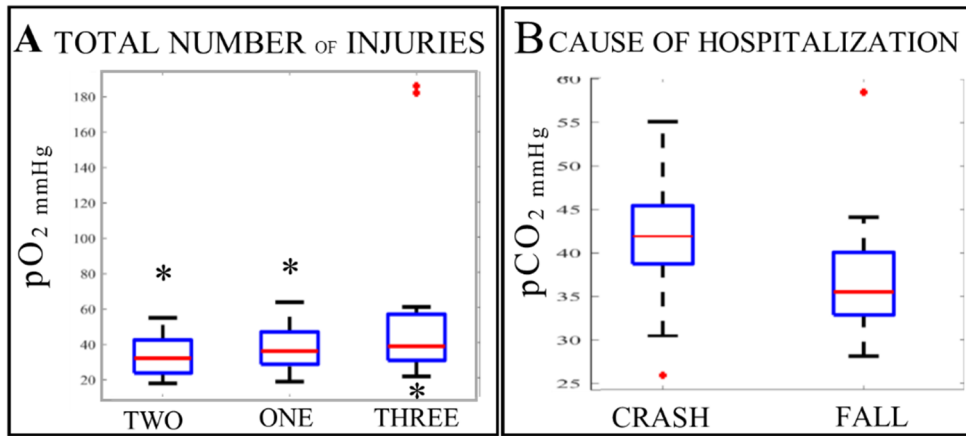 A TOTAL NUMBER OF INJURIES
pO2 mmHg
180
160
140
120
100
80
60
40
20
* * *
TWO ONE THREE
B CAUSE OF HOSPITALIZATION
pCO2 mmHg
60
55
50
45
40
35
30
25
CRASH FALL